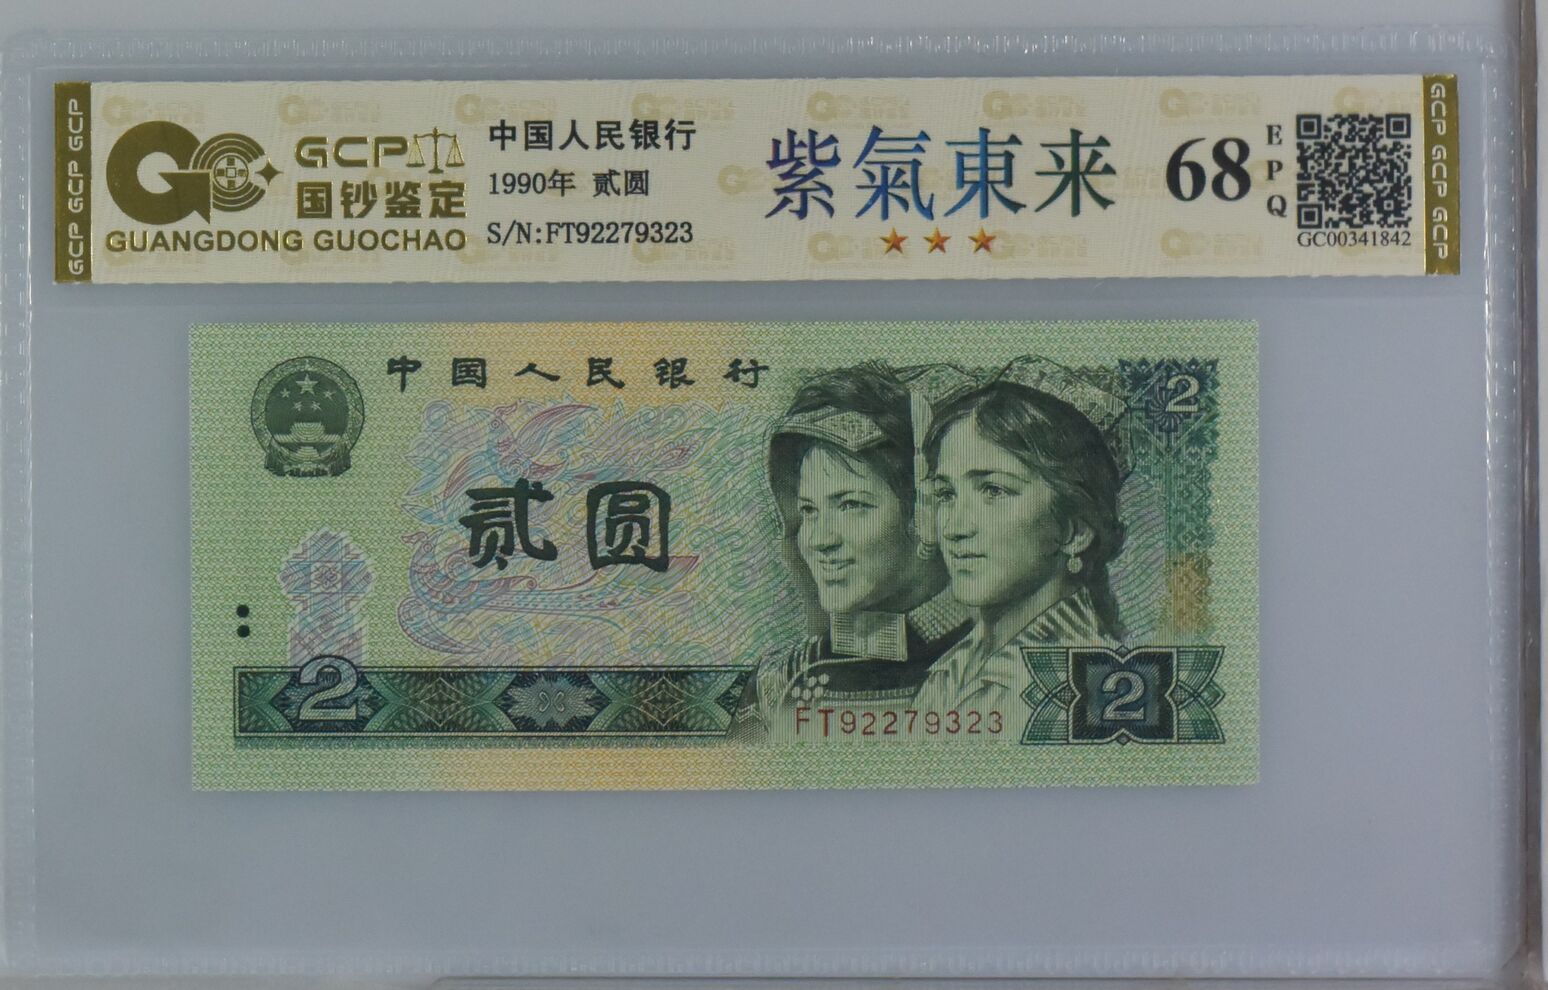 GCP GCP GCP
GCP
国钞鉴定
GUANGDONG GUOCHAO
中国人民银行
1990年 贰圆
S/N:FT92279323
紫氣東来
68
EPQ
GC00341842
GCP GCP GCP
中国人民银行
2
贰圆
2
FT92279323
2